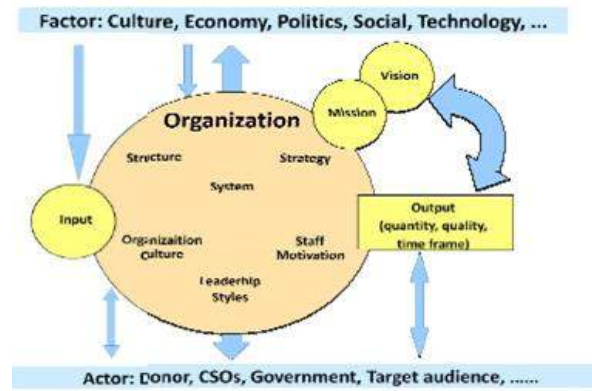 Factor: Culture, Economy, Politics, Social, Technology, ...
Vision
Mission
Organization
Structure
Strategy
System
Input
Output
(quantity, quality,
time frame)
Organizaition
Culture
Staff
Motivation
Leadership
Styles
Actor: Donor, CSOs, Government, Target audience, ......